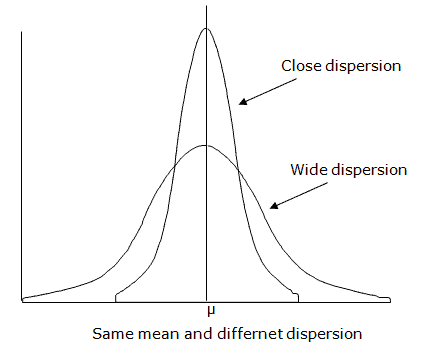 Close dispersion
Wide dispersion
μ
Same mean and differnet dispersion